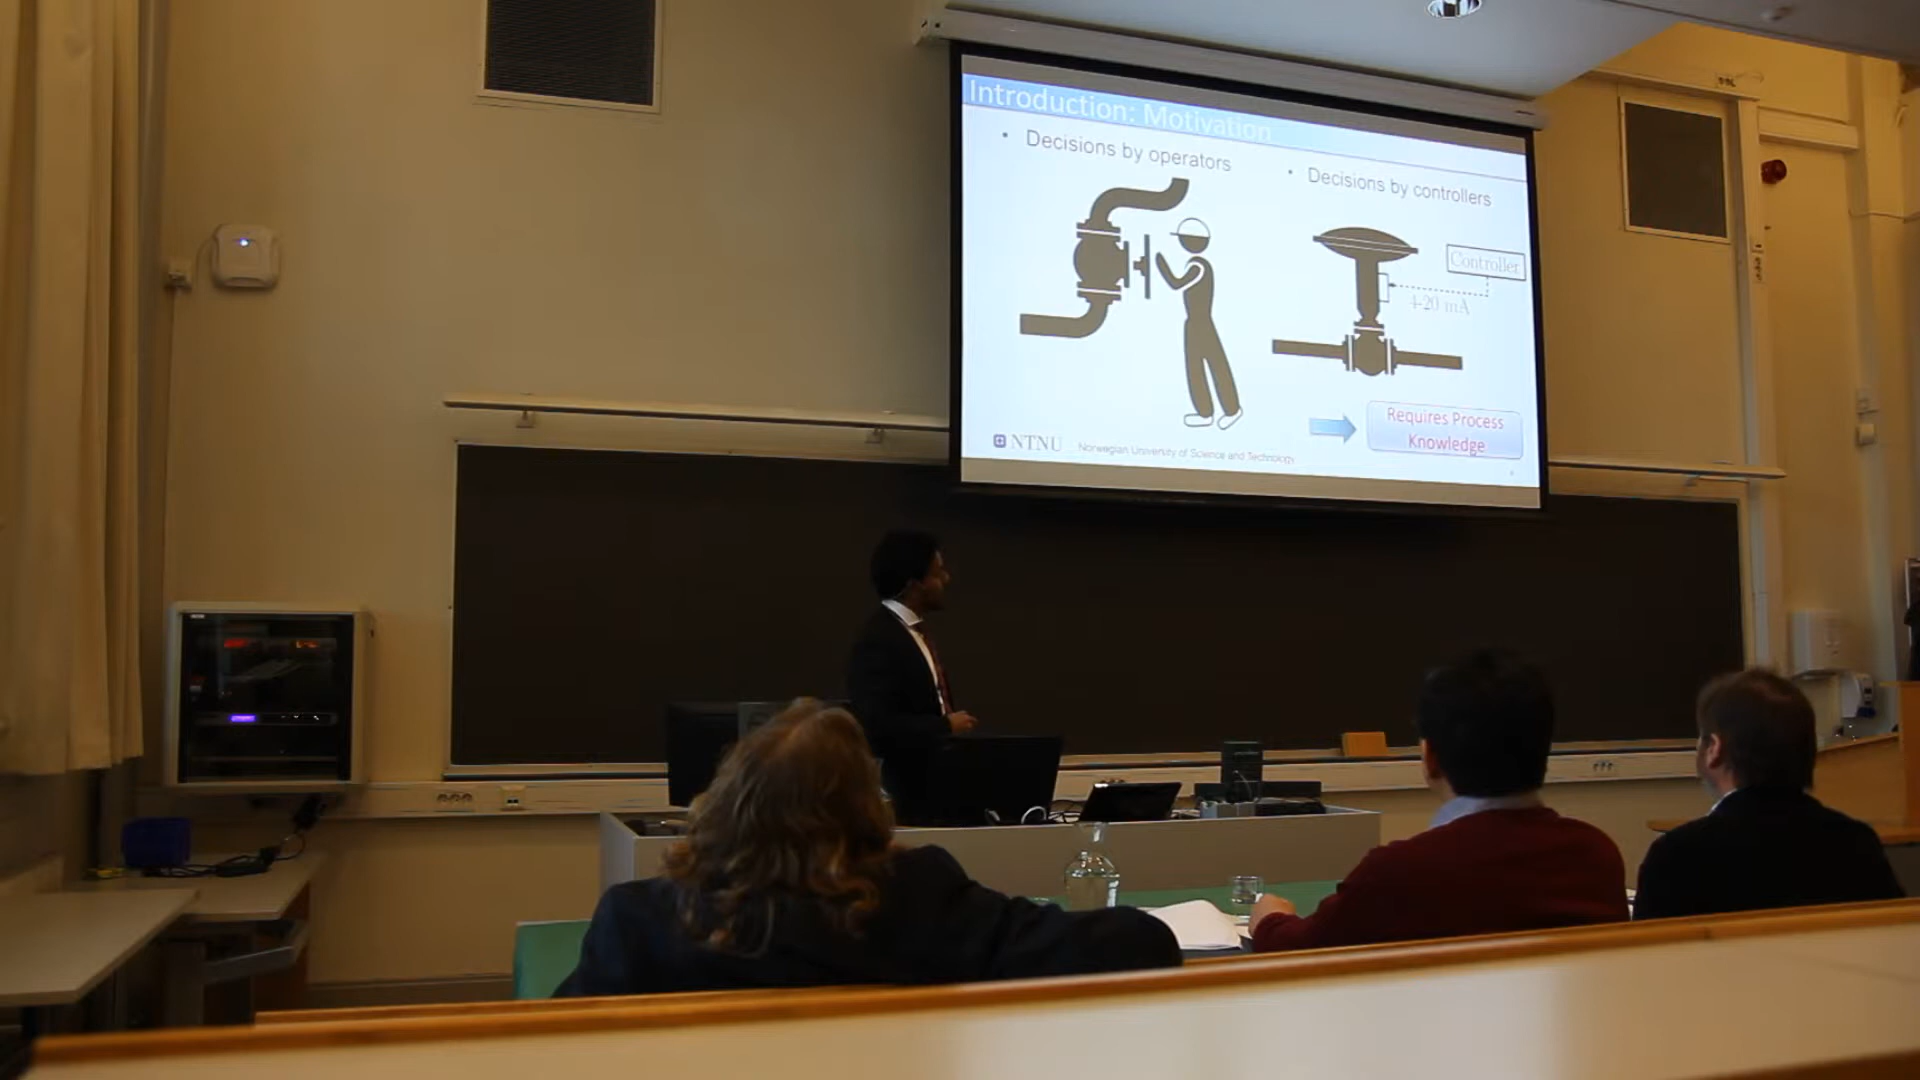 Introduction: Motivation
• Decisions by operators
• Decisions by controllers
Controller
4-20 mA
Requires Process
Knowledge
NTNU
Norwegian University of Science and Technology